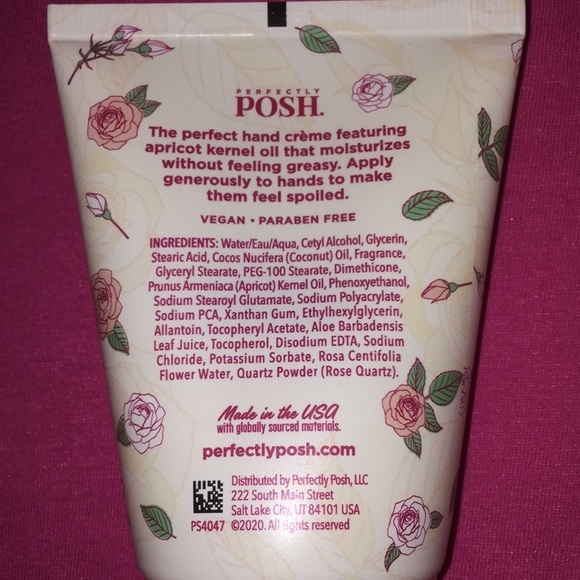 PERFECTLY
POSH.
The perfect hand crème featuring
apricot kernel oil that moisturizes
without feeling greasy. Apply
generously to hands to make
them feel spoiled.
VEGAN • PARABEN FREE
INGREDIENTS: Water/Eau/Aqua, Cetyl Alcohol, Glycerin,
Stearic Acid, Cocos Nucifera (Coconut) Oil, Fragrance,
Glyceryl Stearate, PEG-100 Stearate, Dimethicone,
Prunus Armeniaca (Apricot) Kernel Oil, Phenoxyethanol,
Sodium Stearoyl Glutamate, Sodium Polyacrylate,
Sodium PCA, Xanthan Gum, Ethylhexylglycerin,
Allantoin, Tocopheryl Acetate, Aloe Barbadensis
Leaf Juice, Tocopherol, Disodium EDTA, Sodium
Chloride, Potassium Sorbate, Rosa Centifolia
Flower Water, Quartz Powder (Rose Quartz).
Made in the USA
with globally sourced materials.
perfectlyposh.com
Distributed by Perfectly Posh, LLC
222 South Main Street
Salt Lake City, UT 84101 USA
PS4047 ©2020. All rights reserved